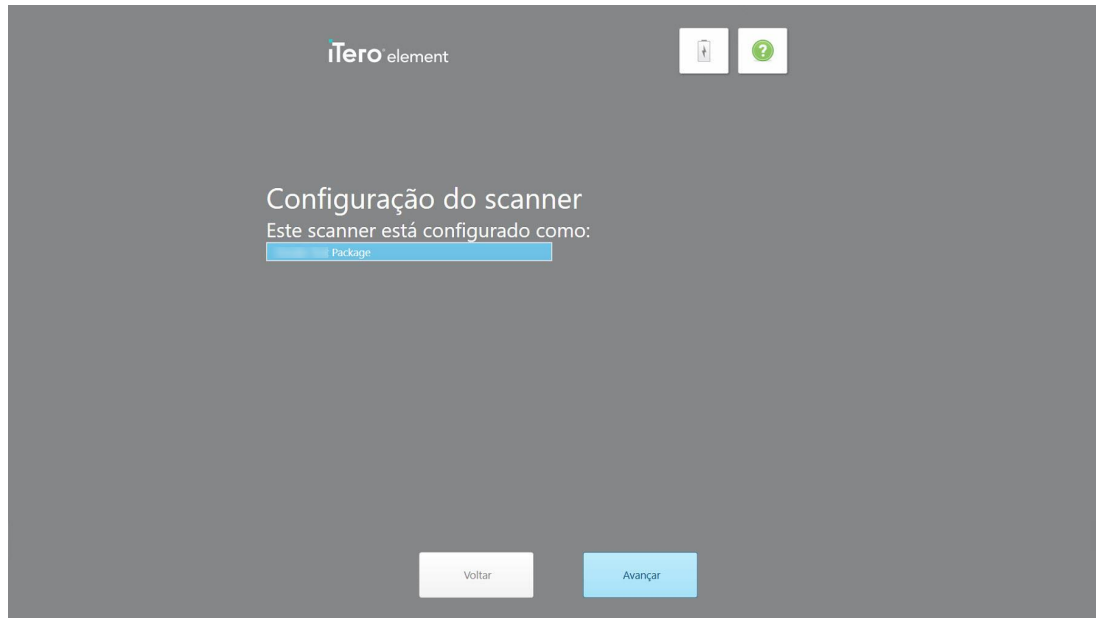 iTero element
?
Configuração do scanner
Este scanner está configurado como:
Package
Voltar
Avançar